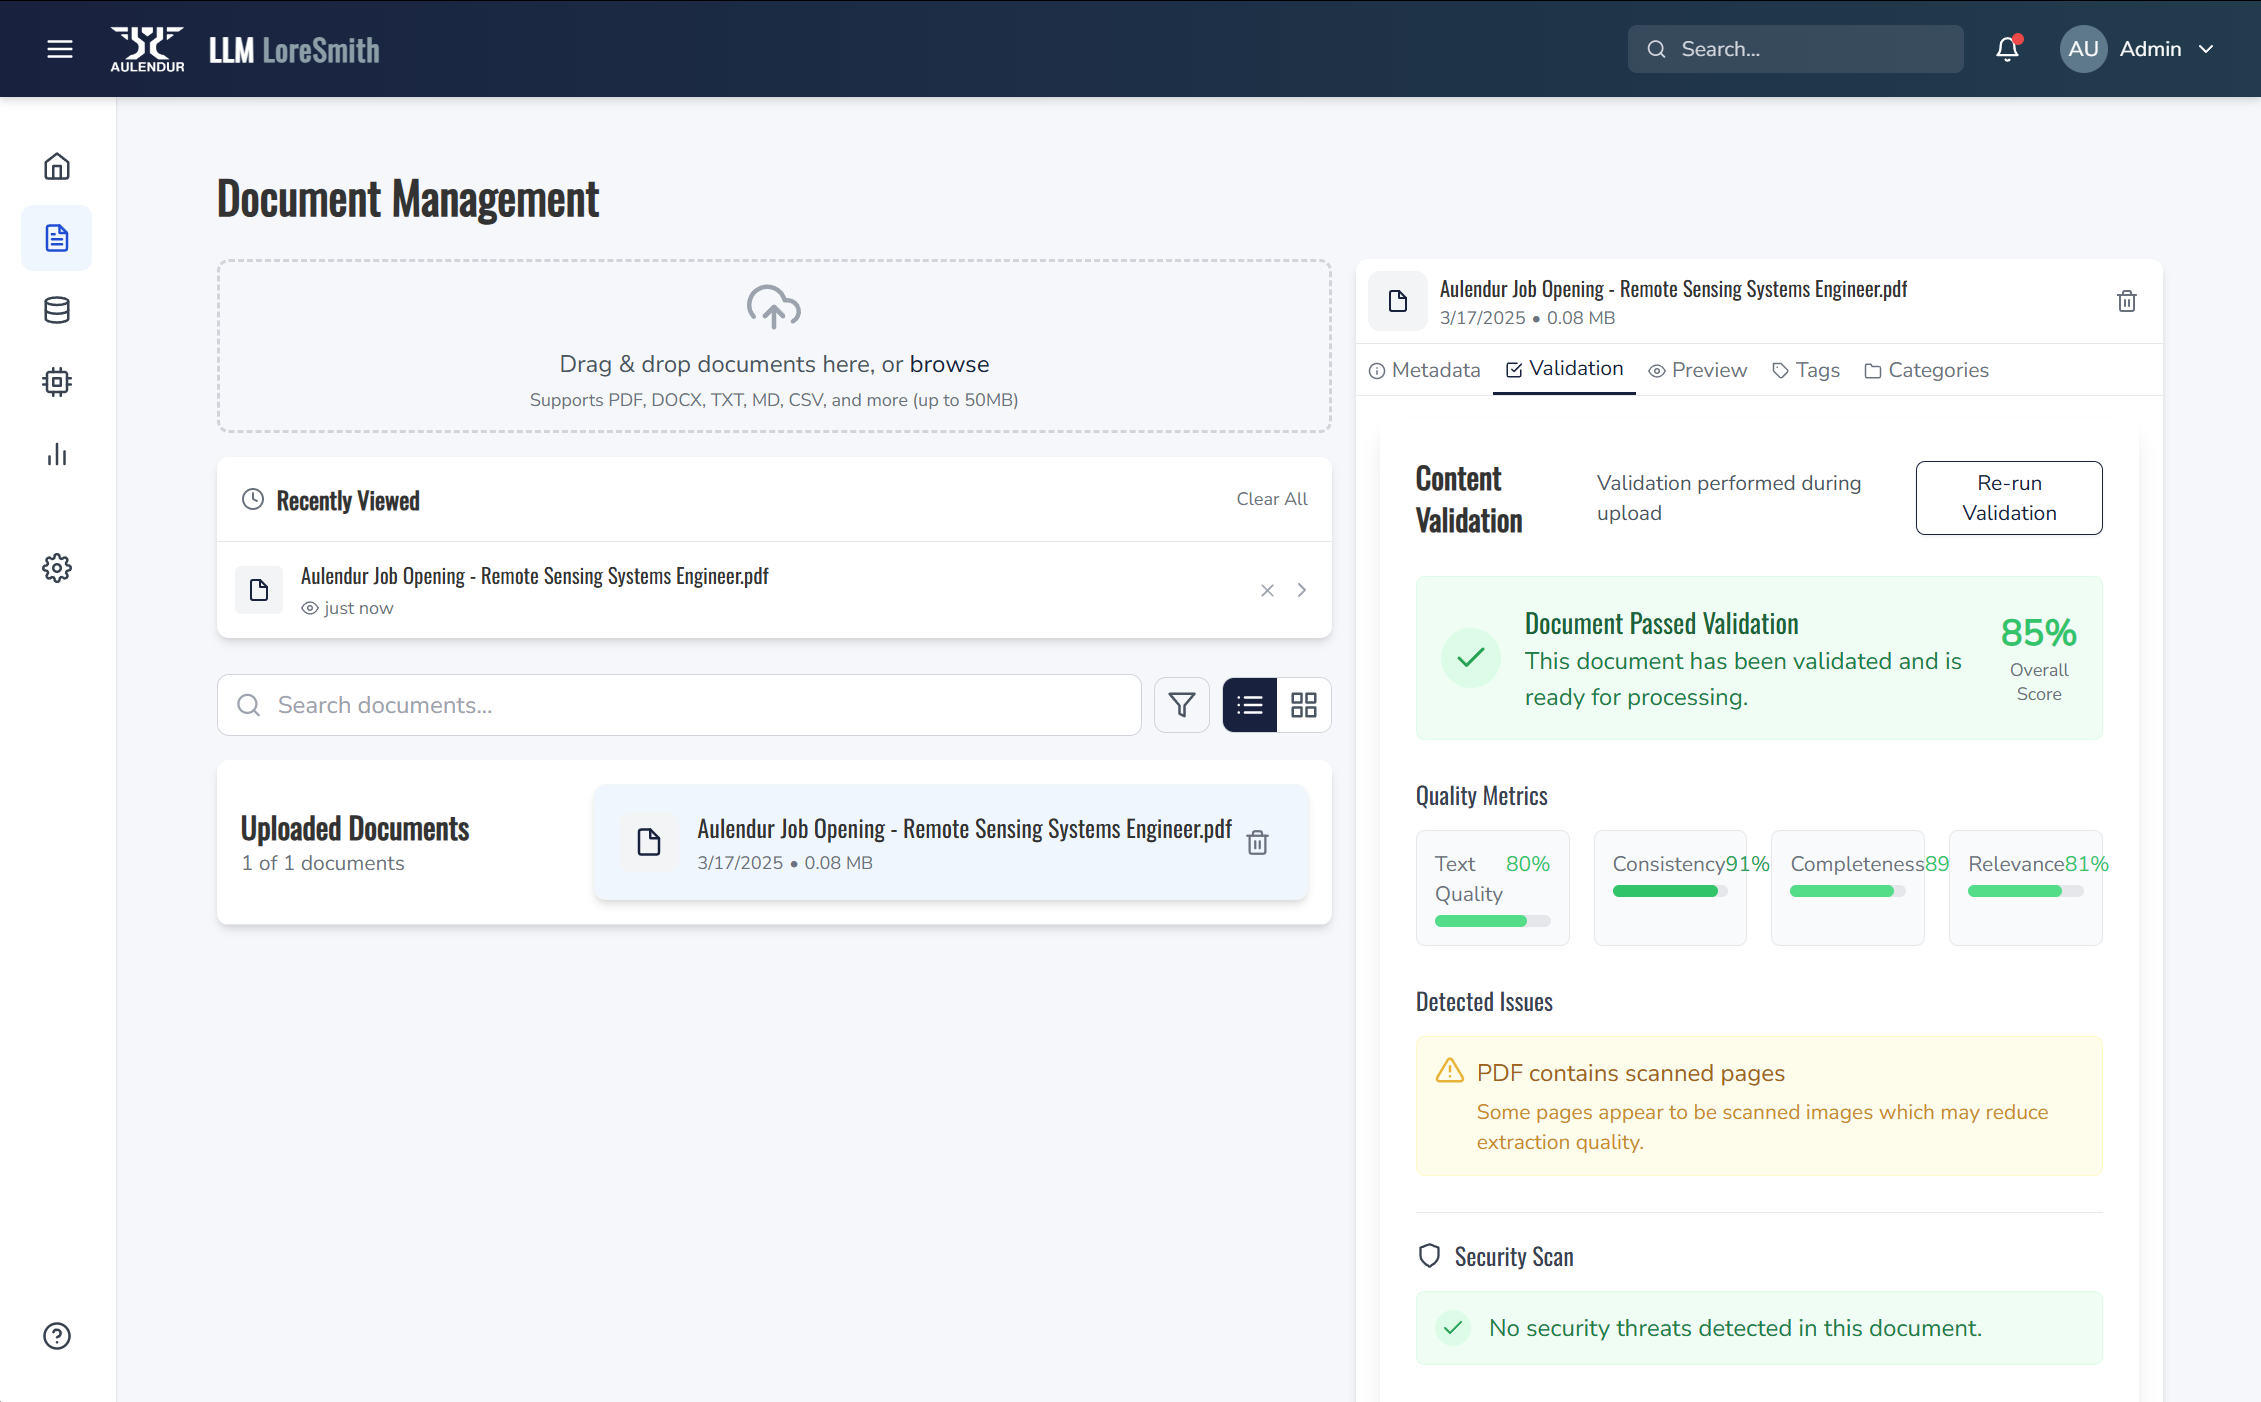 AULENDUR
LLM LoreSmith
Search...
AU
Admin
Document Management
Drag & drop documents here, or browse
Supports PDF, DOCX, TXT, MD, CSV, and more (up to 50MB)
Recently Viewed
Clear All
Aulendur Job Opening - Remote Sensing Systems Engineer.pdf
just now
Search documents...
Uploaded Documents
1 of 1 documents
Aulendur Job Opening - Remote Sensing Systems Engineer.pdf
3/17/2025 • 0.08 MB
Aulendur Job Opening - Remote Sensing Systems Engineer.pdf
3/17/2025 • 0.08 MB
Metadata
Validation
Preview
Tags
Categories
Content
Validation
Validation performed during
upload
Re-run
Validation
Document Passed Validation
This document has been validated and is
ready for processing.
85%
Overall
Score
Quality Metrics
Text 80%
Quality
Consistency 91%
Completeness 89
Relevance 81%
Detected Issues
PDF contains scanned pages
Some pages appear to be scanned images which may reduce
extraction quality.
Security Scan
No security threats detected in this document.